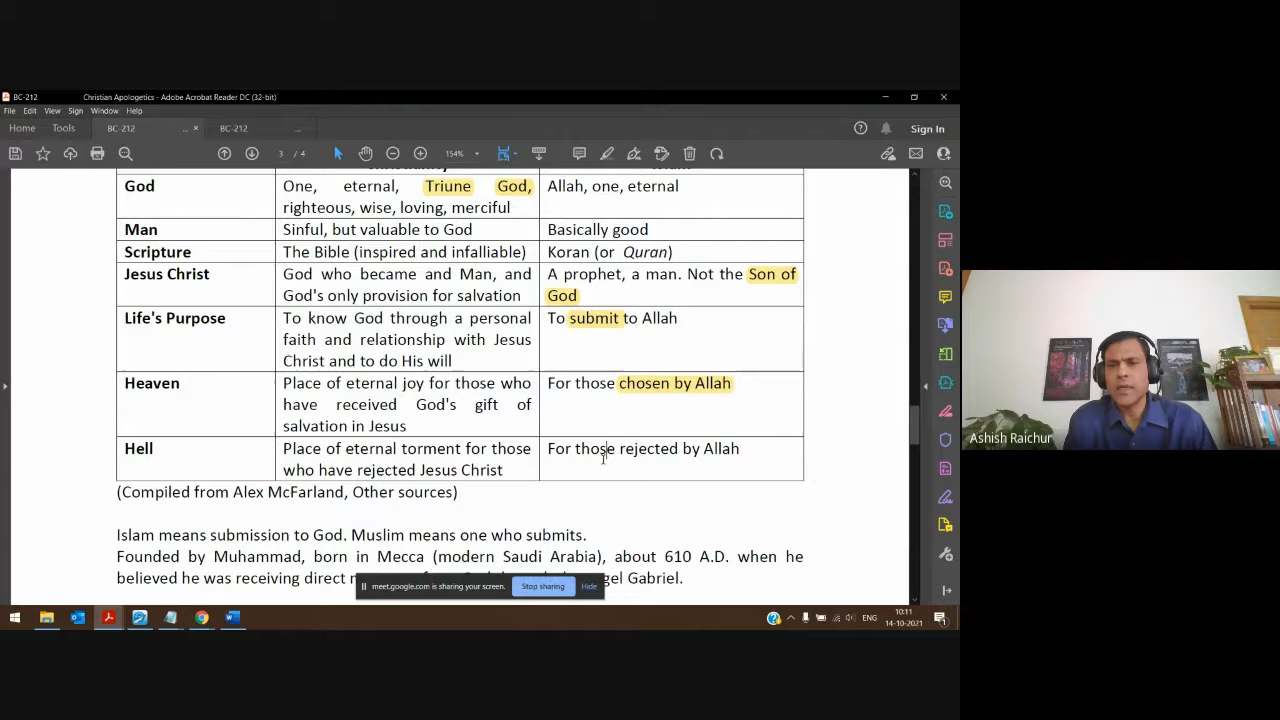 BC-212 Christian Apologetics - Adobe Acrobat Reader DC (32-bit)
File Edit View Sign Window Help
Home Tools BC-212 ... × BC-212 ... Sign In
3 / 4 154%
God One, eternal, Triune God, Allah, one, eternal
righteous, wise, loving, merciful
Man Sinful, but valuable to God Basically good
Scripture The Bible (inspired and infalliable) Koran (or Quran)
Jesus Christ God who became and Man, and A prophet, a man. Not the Son of
God's only provision for salvation God
Life's Purpose To know God through a personal To submit to Allah
faith and relationship with Jesus
Christ and to do His will
Heaven Place of eternal joy for those who For those chosen by Allah
have received God's gift of
salvation in Jesus
Hell Place of eternal torment for those For those rejected by Allah
who have rejected Jesus Christ
(Compiled from Alex McFarland, Other sources)
Islam means submission to God. Muslim means one who submits.
Founded by Muhammad, born in Mecca (modern Saudi Arabia), about 610 A.D. when he
believed he was receiving direct Gabriel.
meet.google.com is sharing your screen. Stop sharing Hide
Ashish Raichur
ENG 10:11
14-10-2021